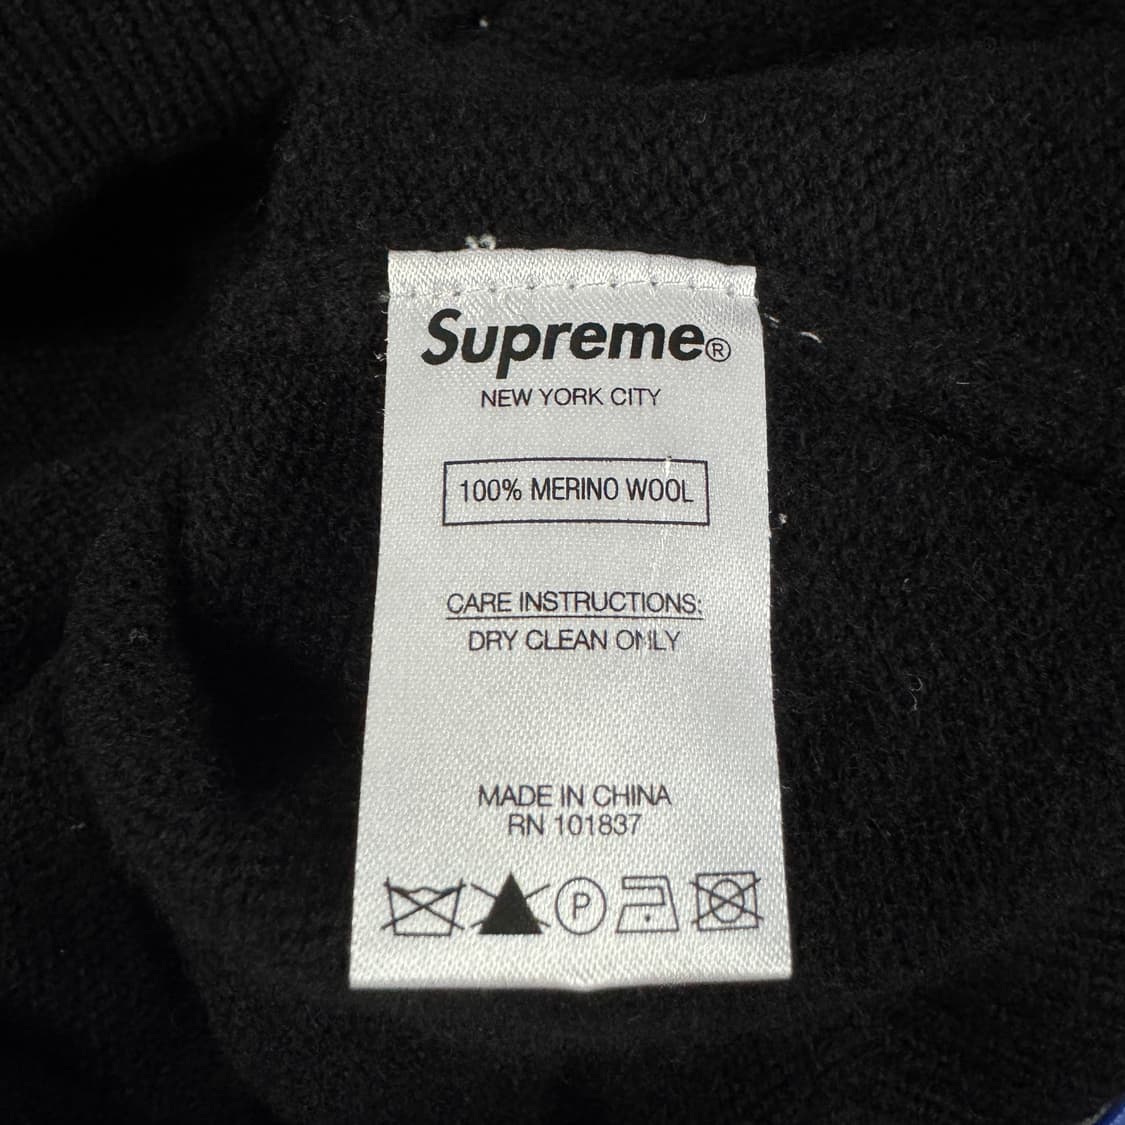 Supreme®
NEW YORK CITY
100% MERINO WOOL
CARE INSTRUCTIONS:
DRY CLEAN ONLY
MADE IN CHINA
RN 101837
P